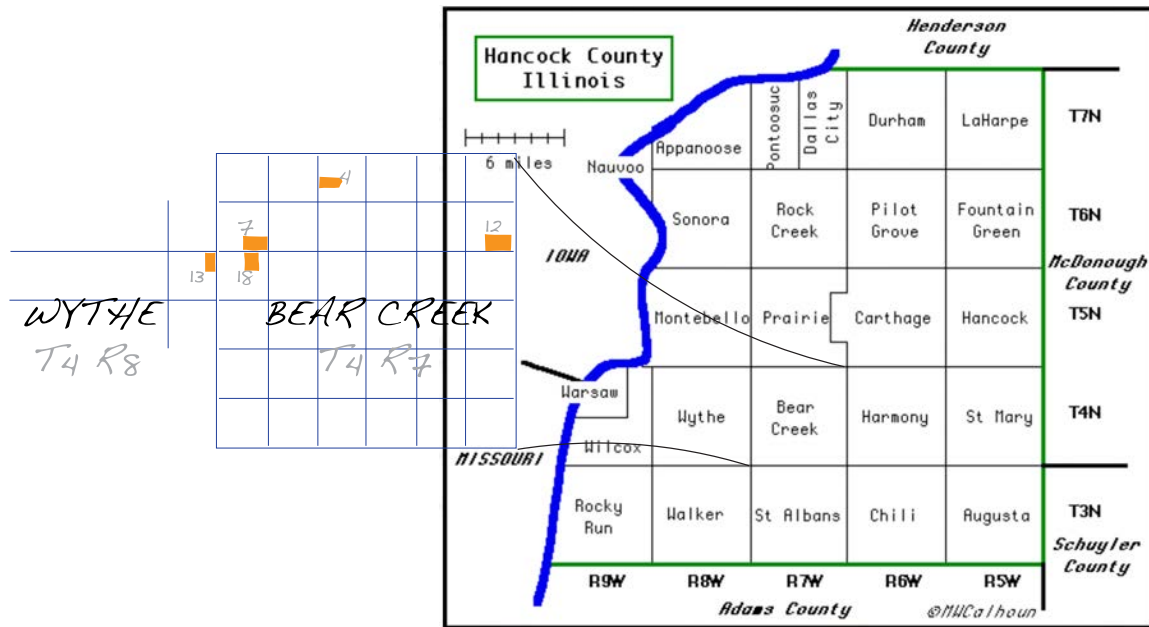 Henderson
County
Hancock County
Illinois
6 miles
Nauvoo
Appanoose
Pontoosuc
Dallas
City
Durham
LaHarpe
T7N
Sonora
Rock
Creek
Pilot
Grove
Fountain
Green
T6N
IOWA
McDonough
County
Montebello
Prairie
Carthage
Hancock
T5N
Warsaw
Wythe
Bear
Creek
Harmony
St Mary
T4N
Wilcox
MISSOURI
Rocky
Run
Walker
St Albans
Chili
Augusta
T3N
Schuyler
County
R9W
R8W
R7W
R6W
R5W
Adams County
©MWCalhoun
4
7
12
13
18
WYTHE
T4 R8
BEAR CREEK
T4 R7